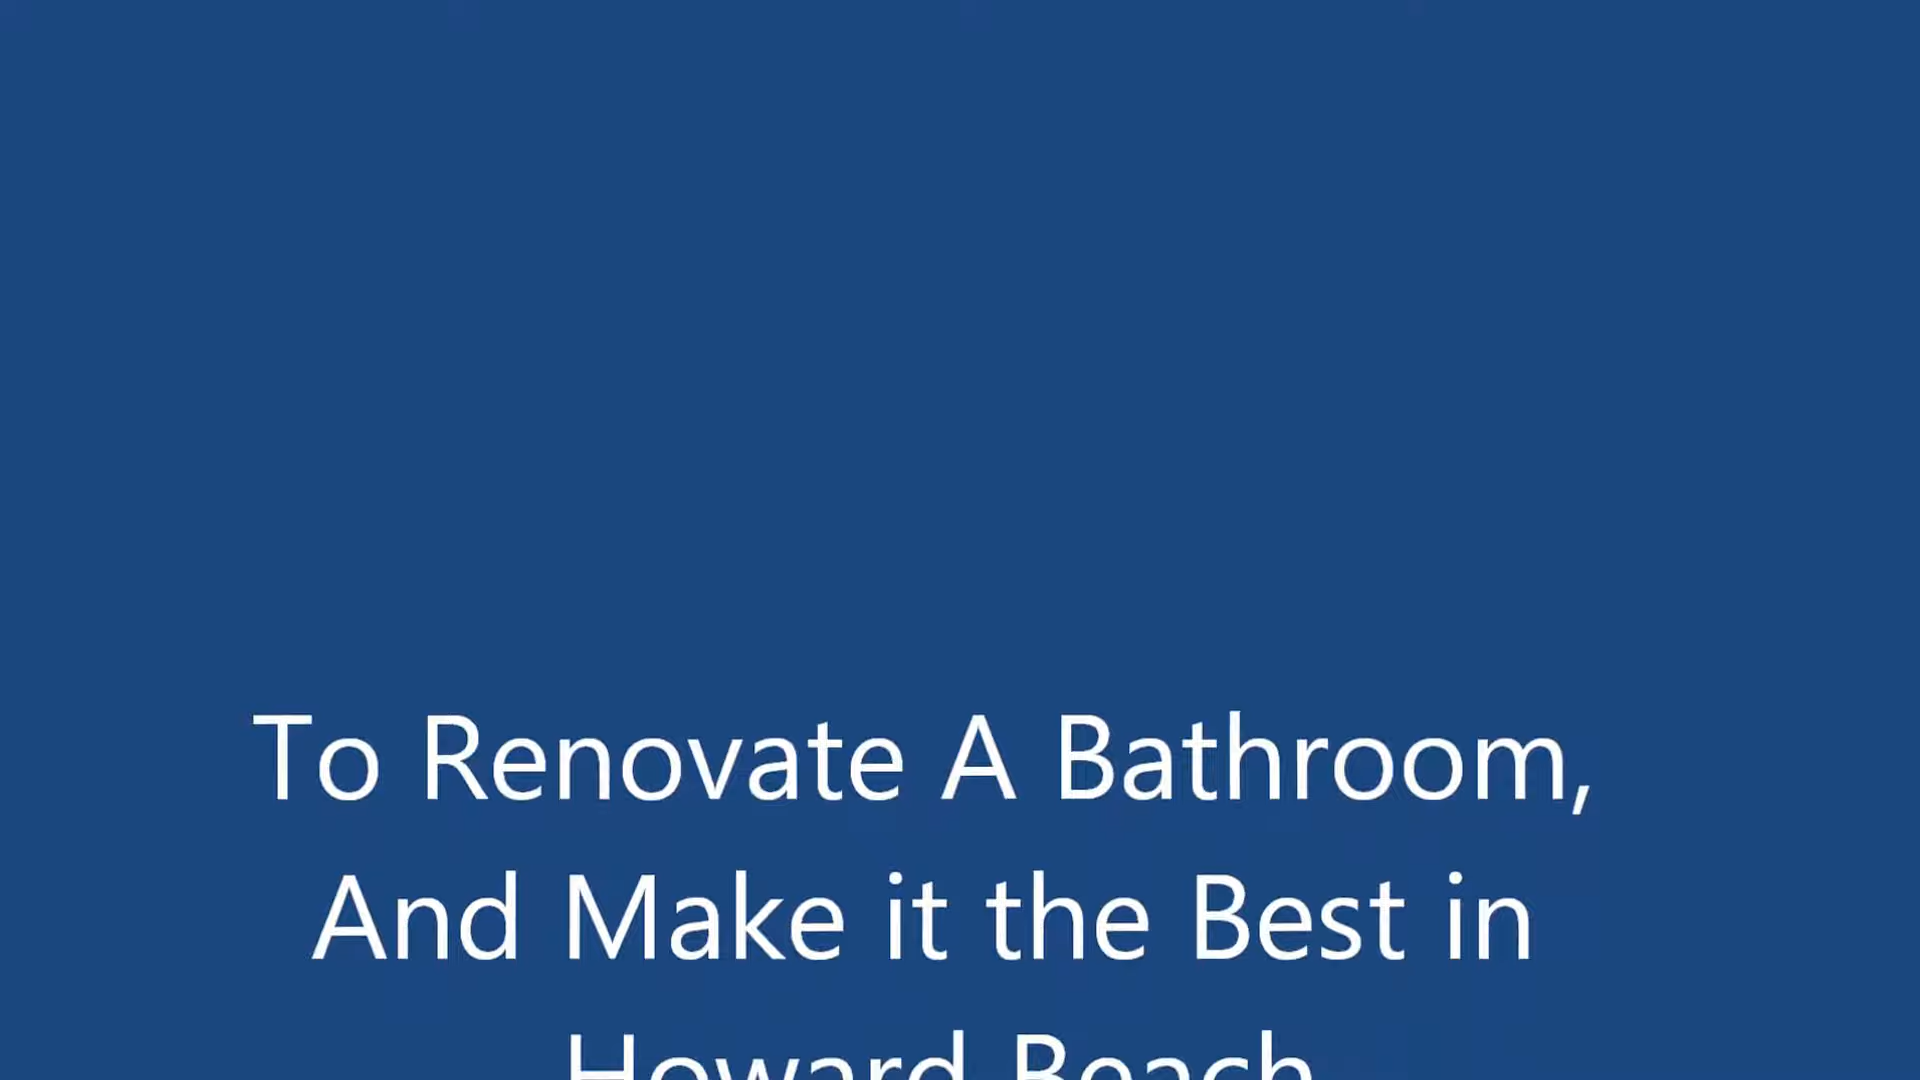 To Renovate A Bathroom,
And Make it the Best in
Howard Beach